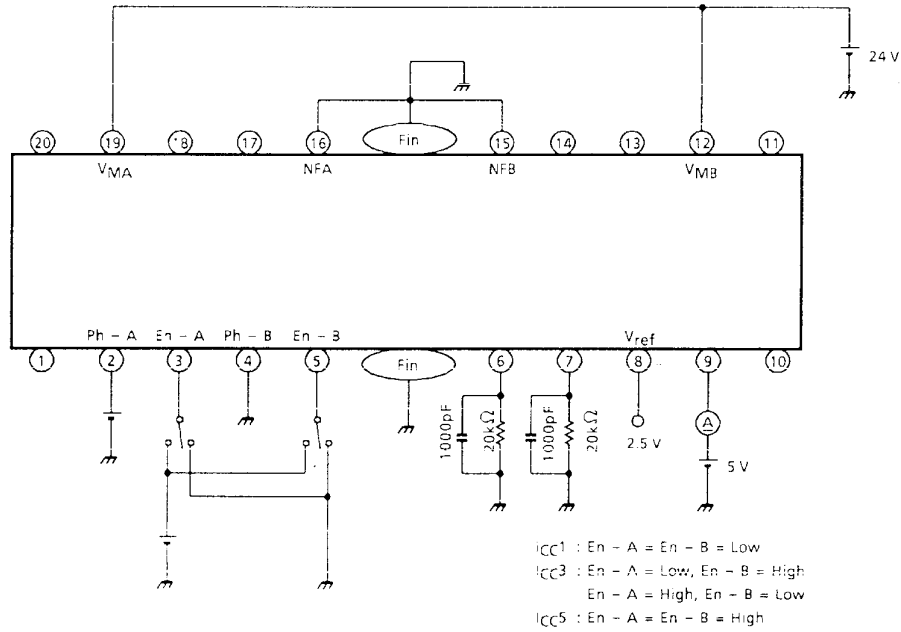 24 V
20 19 18 17 16 Fin 15 14 13 12 11
VMA NFA NFB VMB
Ph – A En – A Ph – B En – B Vref
1 2 3 4 5 Fin 6 7 8 9 10
1000pF 20kΩ 1000pF 20kΩ
A
2.5 V
5 V
ICC1 : En – A = En – B = Low
ICC3 : En – A = Low, En – B = High
En – A = High, En – B = Low
ICC5 : En – A = En – B = High